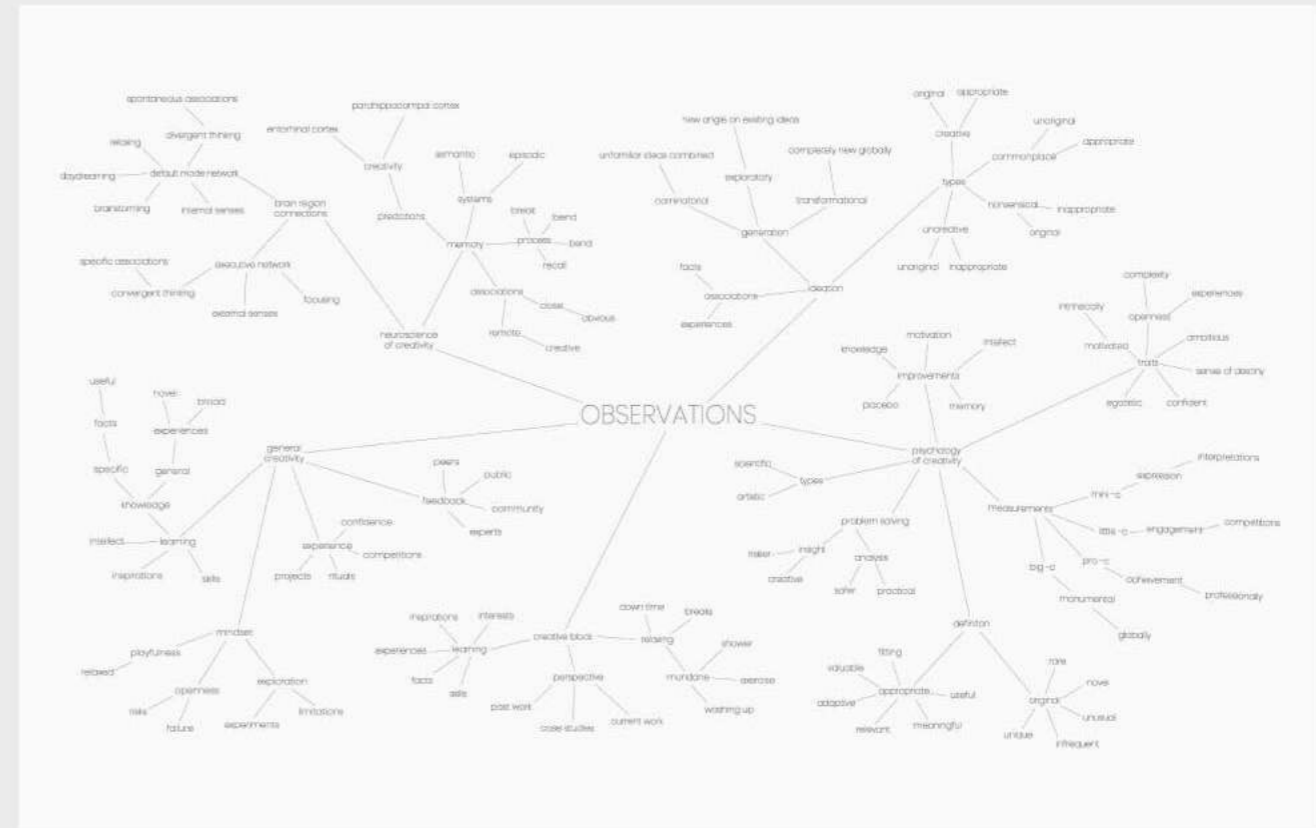 spontaneous associations
divergent thinking
relaxing
daydreaming
default mode network
brainstorming
internal senses
brain region
connections
specific associations
executive network
convergent thinking
focusing
external senses
parahippocampal cortex
entorhinal cortex
creativity
predications
semantic
episodic
systems
memory
break
bend
process
blend
recall
associations
close
obvious
remote
creative
neuroscience
of creativity
new angle on existing ideas
unfamiliar ideas combined
completely new globally
exploratory
transformational
generation
facts
associations
experiences
ideation
original
appropriate
creative
unoriginal
commonplace
appropriate
types
nonsensical
inappropriate
original
uncreative
unoriginal
inappropriate
OBSERVATIONS
useful
facts
specific
novel
broad
experiences
general
knowledge
general
creativity
intellect
learning
inspirations
skills
peers
public
feedback
community
experts
confidence
experience
competitions
projects
rituals
mindset
playfulness
relaxed
openness
risks
failure
exploration
experiments
limitations
inspirations
interests
experiences
learning
facts
skills
creative block
down time
breaks
relaxing
shower
mundane
exercise
washing up
perspective
past work
case studies
current work
motivation
knowledge
intellect
improvements
placebo
memory
complexity
experiences
intrinsically
openness
motivated
ambitious
traits
sense of destiny
egotistic
confident
psychology
of creativity
scientific
types
artistic
problem solving
insight
creative
analysis
safer
practical
interpretations
expression
mini-c
measurements
little-c
engagement
competitions
pro-c
achievement
professionally
big-c
monumental
globally
definiton
fitting
valuable
appropriate
useful
adaptive
relevant
meaningful
rare
novel
original
unusual
unique
infrequent